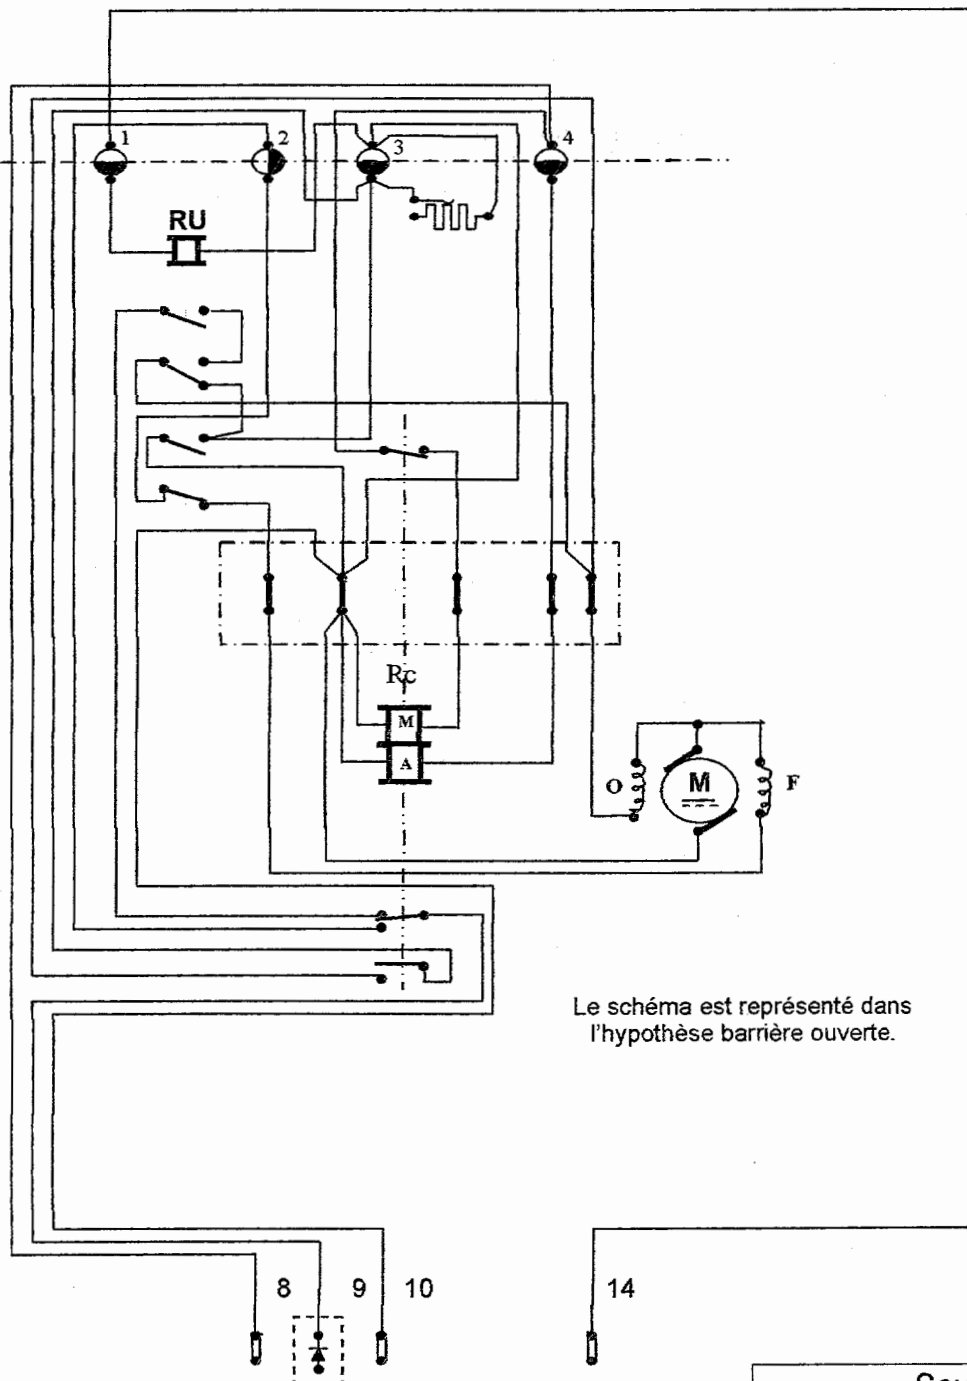 1
2
3
4
RU
Rc
M
A
O
M
F
Le schéma est représenté dans
l'hypothèse barrière ouverte.
8
9
10
14